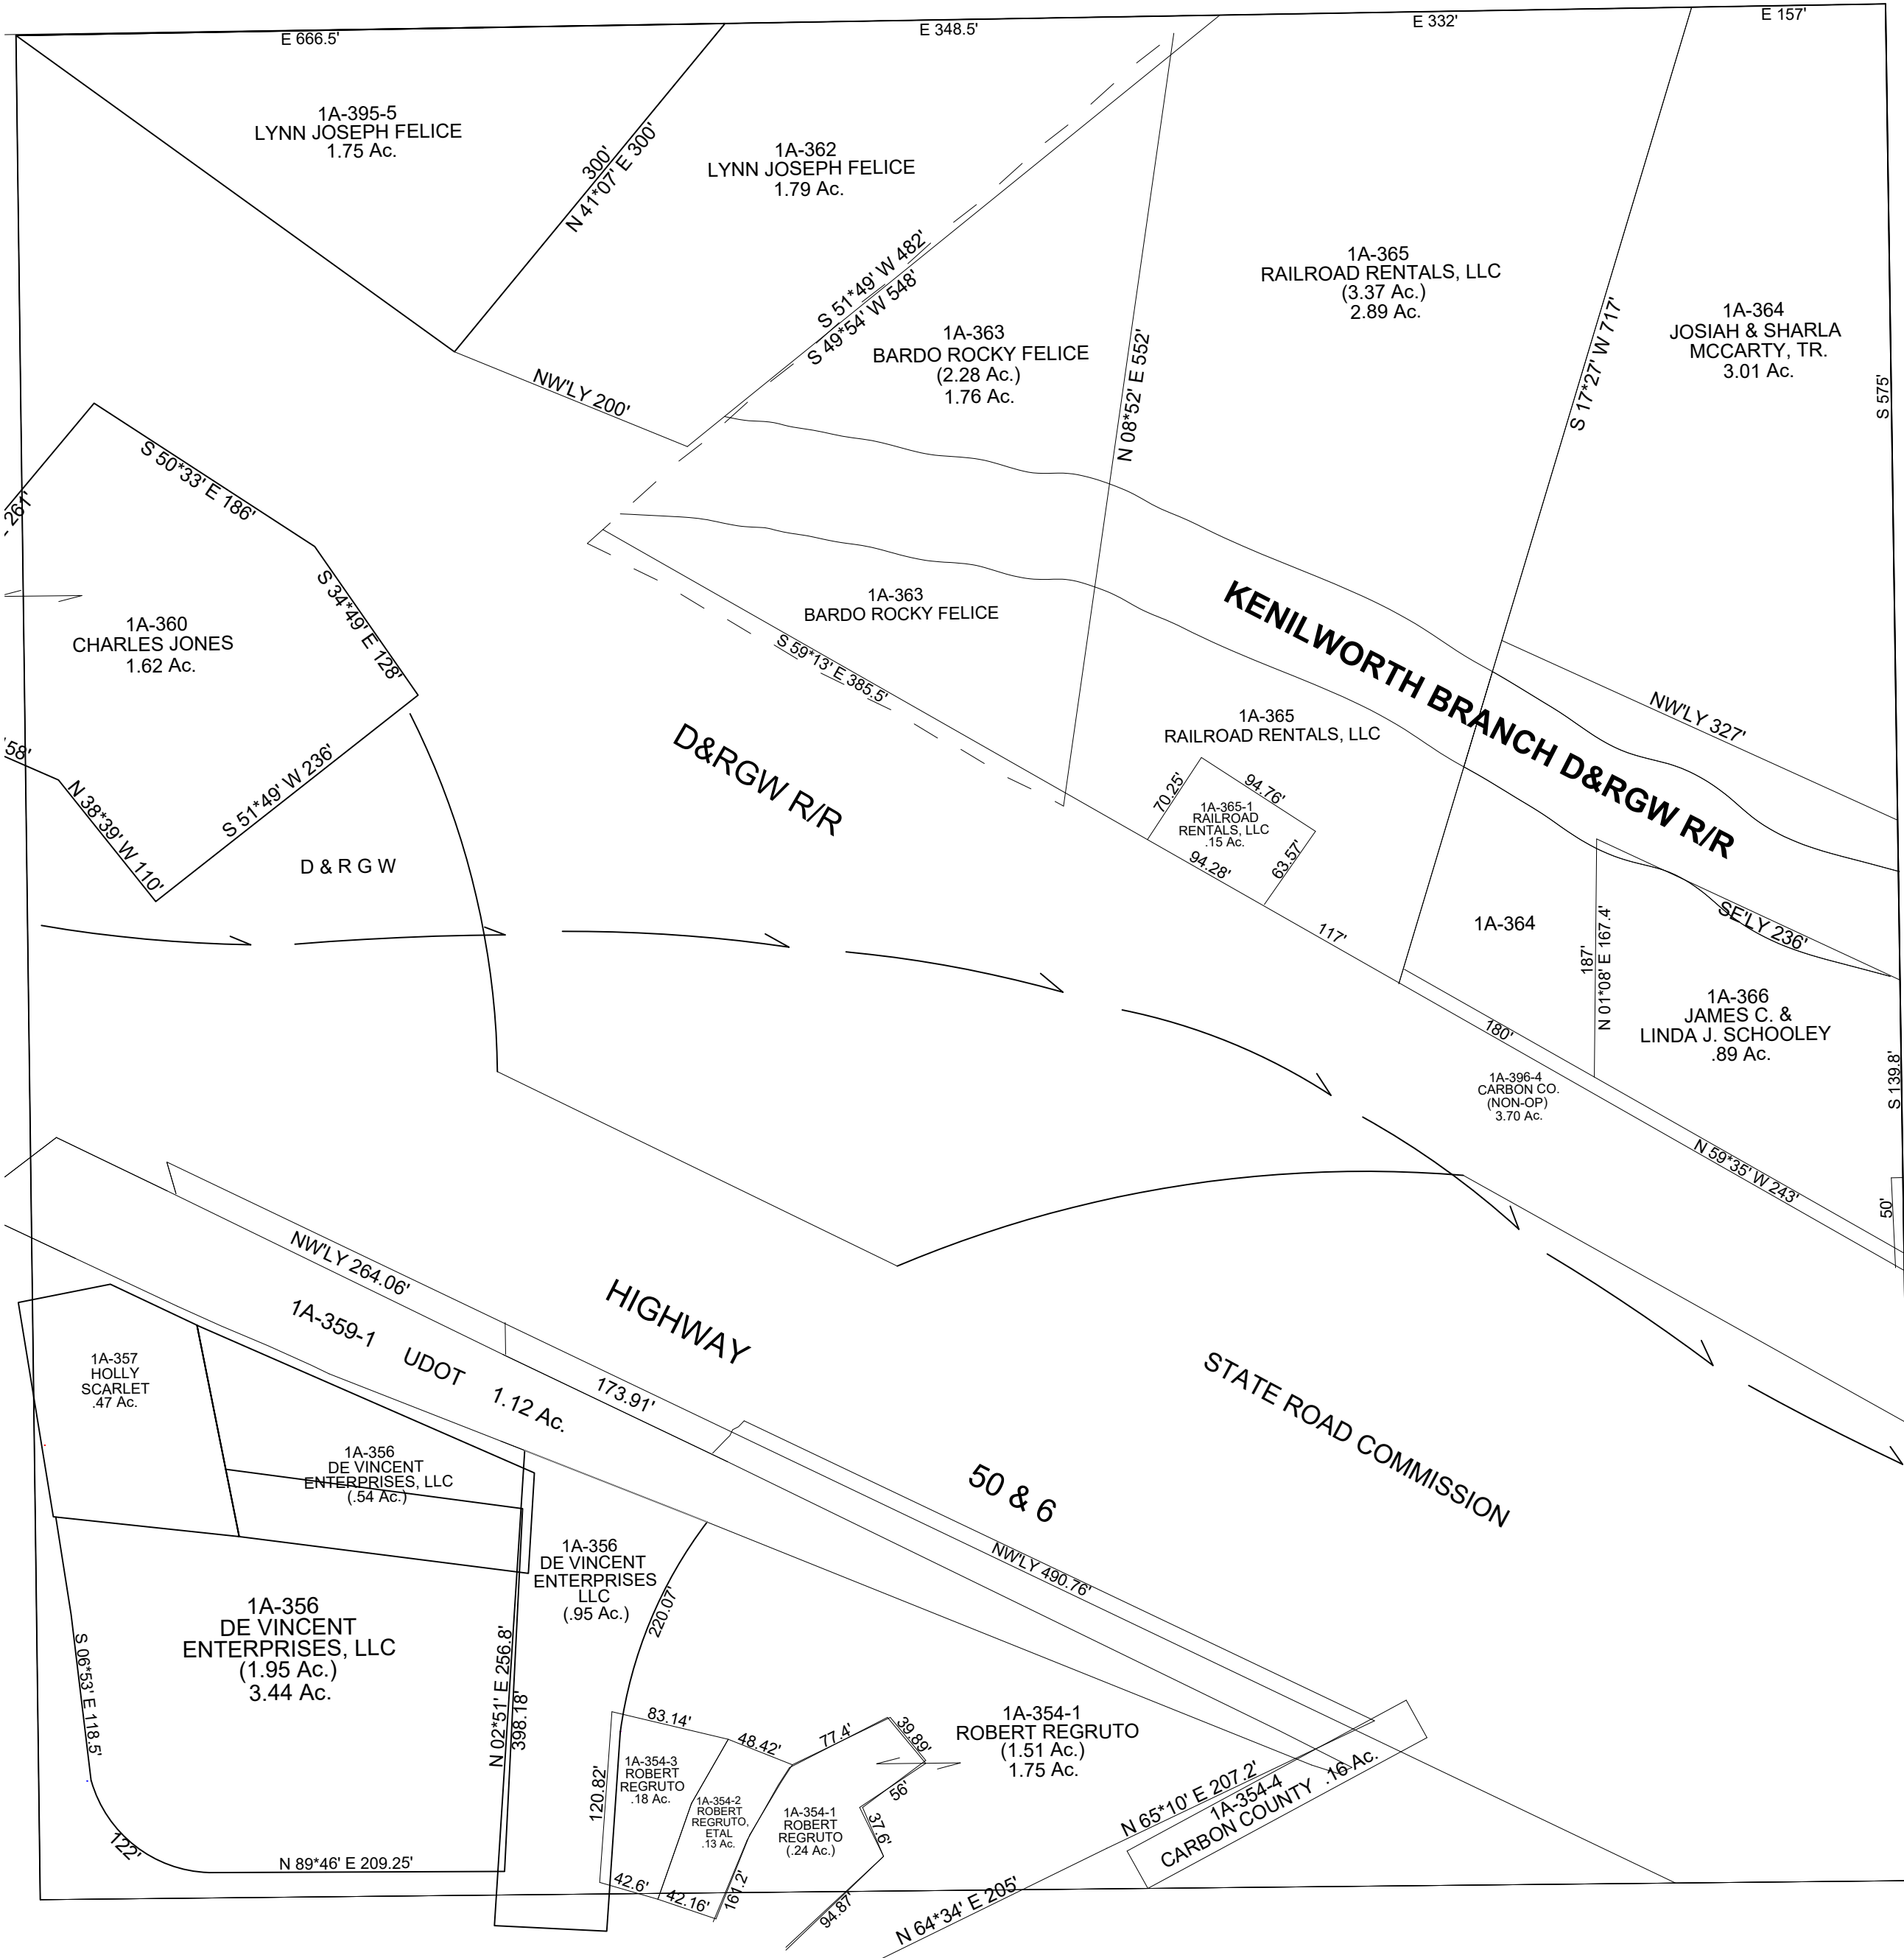 E 666.5'
E 348.5'
E 332'
E 157'
1A-395-5
LYNN JOSEPH FELICE
1.75 Ac.
300'
N 41*07' E 300'
1A-362
LYNN JOSEPH FELICE
1.79 Ac.
S 51*49' W 482'
S 49*54' W 548'
1A-363
BARDO ROCKY FELICE
(2.28 Ac.)
1.76 Ac.
N 08*52' E 552'
1A-365
RAILROAD RENTALS, LLC
(3.37 Ac.)
2.89 Ac.
S 17*27' W 717'
1A-364
JOSIAH & SHARLA
MCCARTY, TR.
3.01 Ac.
S 575'
NW'LY 200'
S 50*33' E 186'
261'
S 34*49' E 128'
1A-360
CHARLES JONES
1.62 Ac.
'58'
N 38*39' W 110'
S 51*49' W 236'
D & R G W
1A-363
BARDO ROCKY FELICE
S 59*13' E 385.5'
D&RGW R/R
KENILWORTH BRANCH D&RGW R/R
NW'LY 327'
1A-365
RAILROAD RENTALS, LLC
70.25'
94.76'
1A-365-1
RAILROAD
RENTALS, LLC
.15 Ac.
94.28'
63.57'
117'
1A-364
187'
N 01*08' E 167.4'
SE'LY 236'
1A-366
JAMES C. &
LINDA J. SCHOOLEY
.89 Ac.
S 139.8'
180'
1A-396-4
CARBON CO.
(NON-OP)
3.70 Ac.
N 59*35' W 243'
50'
NW'LY 264.06'
1A-359-1 UDOT 1.12 Ac.
173.91'
HIGHWAY
50 & 6
STATE ROAD COMMISSION
NW'LY 490.76'
1A-357
HOLLY
SCARLET
.47 Ac.
1A-356
DE VINCENT
ENTERPRISES, LLC
(.54 Ac.)
1A-356
DE VINCENT
ENTERPRISES
LLC
(.95 Ac.)
220.07'
1A-356
DE VINCENT
ENTERPRISES, LLC
(1.95 Ac.)
3.44 Ac.
S 06*53' E 118.5'
N 02*51' E 256.8'
398.18'
122'
N 89*46' E 209.25'
83.14'
48.42'
77.4'
39.89'
1A-354-3
ROBERT
REGRUTO
.18 Ac.
120.82'
1A-354-2
ROBERT
REGRUTO,
ETAL
.13 Ac.
1A-354-1
ROBERT
REGRUTO
(.24 Ac.)
56'
37.6'
42.6'
42.16'
161.2'
94.87'
1A-354-1
ROBERT REGRUTO
(1.51 Ac.)
1.75 Ac.
N 65*10' E 207.2'
1A-354-4
CARBON COUNTY .16 Ac.
N 64*34' E 205'